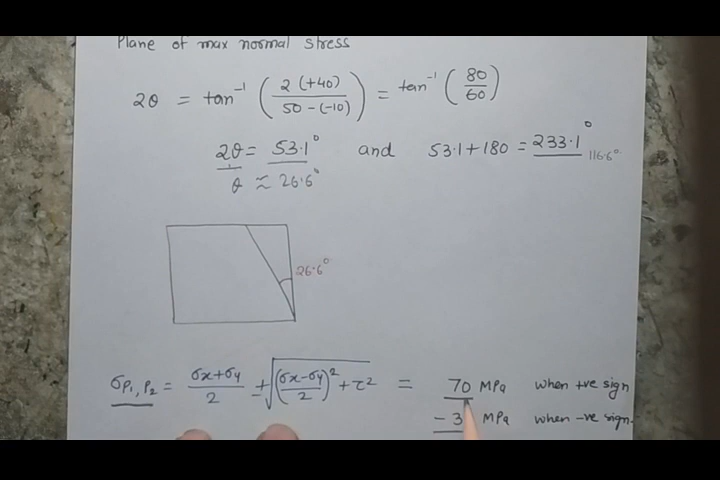 Plane of max normal stress
2θ = tan⁻¹ ( 2 (+40) / 50 - (-10) ) = tan⁻¹ ( 80 / 60 )
2θ = 53.1° and 53.1 + 180 = 233.1° 116.6°
θ ≈ 26.6°
26.6°
σP₁, P₂ = σx + σy / 2 ± √( (σx - σy / 2)² + τ² ) = 70 MPa when +ve sign
- 3 MPa when -ve sign.